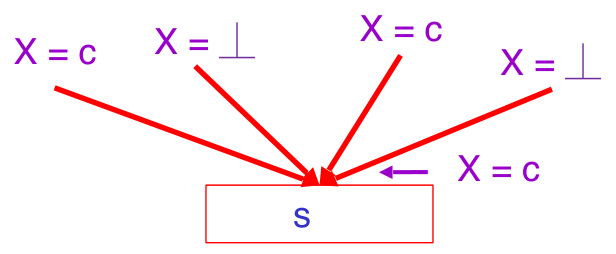 X = c
X = ⊥
X = c
X = ⊥
X = c
s